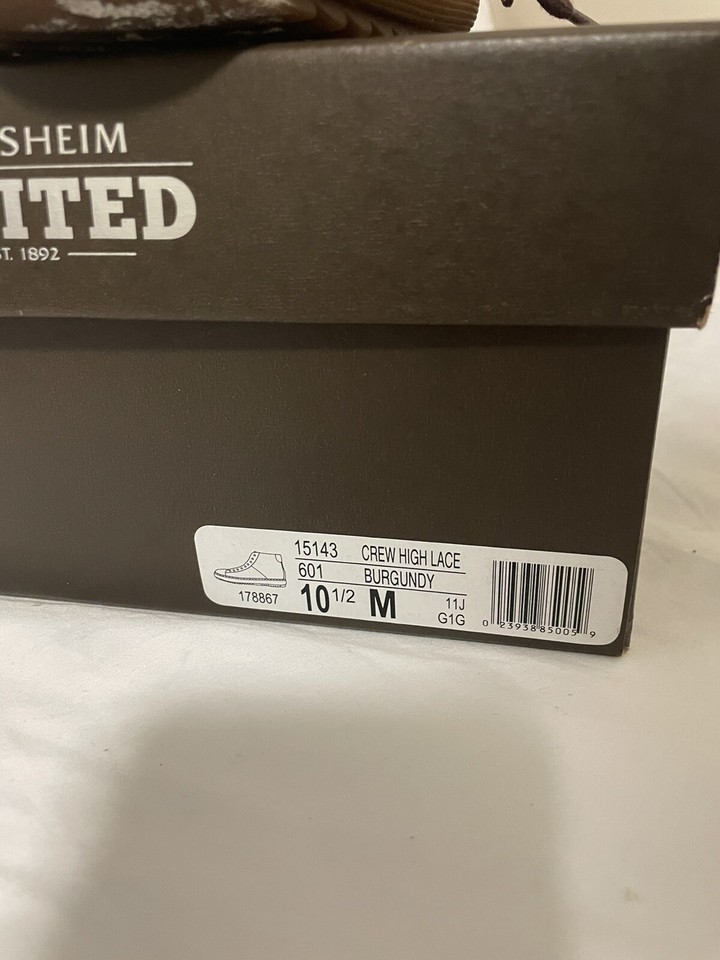 SHEIM
ITED
ST. 1892
15143 CREW HIGH LACE
601 BURGUNDY
178867 10 1/2 M 11J
G1G
0 23938 85005 9